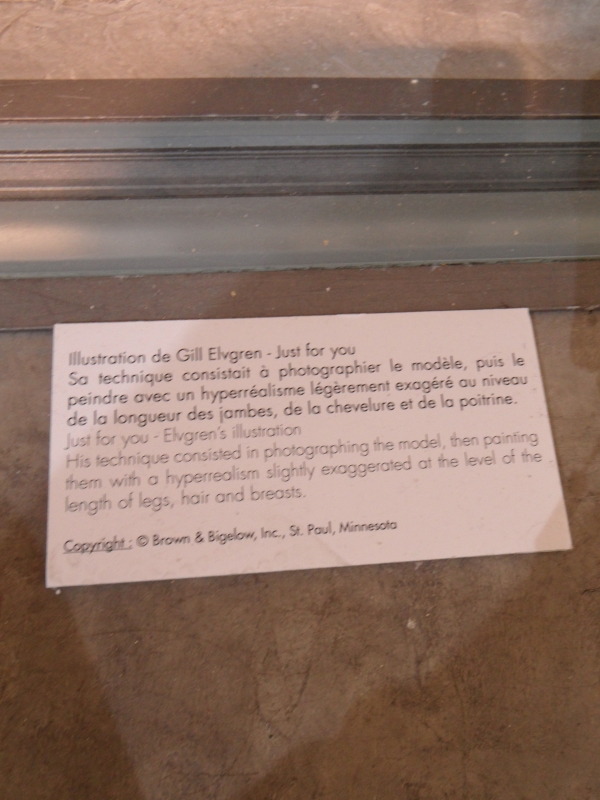 Illustration de Gill Elvgren - Just for you
Sa technique consistait à photographier le modèle, puis le
peindre avec un hyperréalisme légèrement exagéré au niveau
de la longueur des jambes, de la chevelure et de la poitrine.
Just for you - Elvgren's illustration
His technique consisted in photographing the model, then painting
them with a hyperrealism slightly exaggerated at the level of the
length of legs, hair and breasts.
Copyright : © Brown & Bigelow, Inc., St. Paul, Minnesota